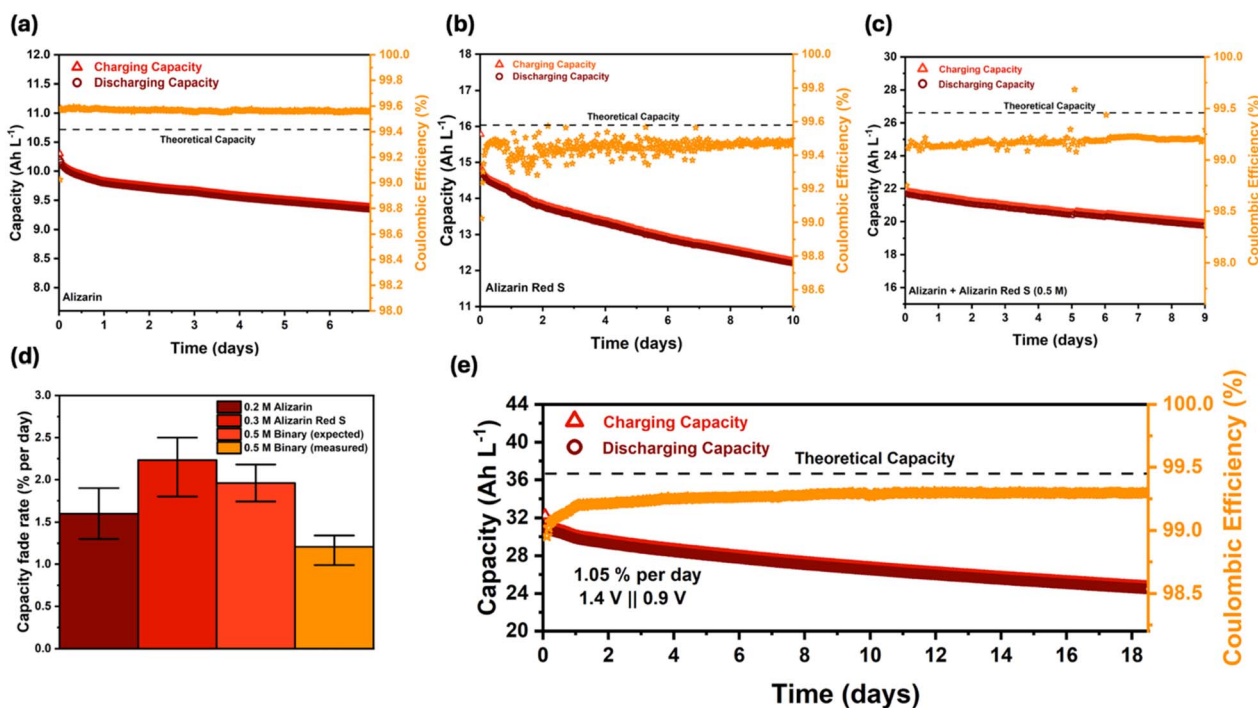 (a)
Charging Capacity
Discharging Capacity
Theoretical Capacity
Alizarin
Capacity (Ah L⁻¹)
12.0
11.5
11.0
10.5
10.0
9.5
9.0
8.5
8.0
0 1 2 3 4 5 6
Time (days)
100.0
99.8
99.6
99.4
99.2
99.0
98.8
98.6
98.4
98.2
98.0
Coulombic Efficiency (%)
(b)
Charging Capacity
Discharging Capacity
Theoretical Capacity
Alizarin Red S
Capacity (Ah L⁻¹)
18
17
16
15
14
13
12
11
0 2 4 6 8 10
Time (days)
100.0
99.8
99.6
99.4
99.2
99.0
98.8
98.6
Coulombic Efficiency (%)
(c)
Charging Capacity
Discharging Capacity
Theoretical Capacity
Alizarin + Alizarin Red S (0.5 M)
Capacity (Ah L⁻¹)
30
28
26
24
22
20
18
16
0 1 2 3 4 5 6 7 8 9
Time (days)
100.0
99.5
99.0
98.5
98.0
Coulombic Efficiency (%)
(d)
0.2 M Alizarin
0.3 M Alizarin Red S
0.5 M Binary (expected)
0.5 M Binary (measured)
Capacity fade rate (% per day)
3.0
2.5
2.0
1.5
1.0
0.5
0.0
(e)
Charging Capacity
Discharging Capacity
Theoretical Capacity
1.05 % per day
1.4 V || 0.9 V
Capacity (Ah L⁻¹)
44
40
36
32
28
24
20
0 2 4 6 8 10 12 14 16 18
Time (days)
100.0
99.5
99.0
98.5
Coulombic Efficiency (%)